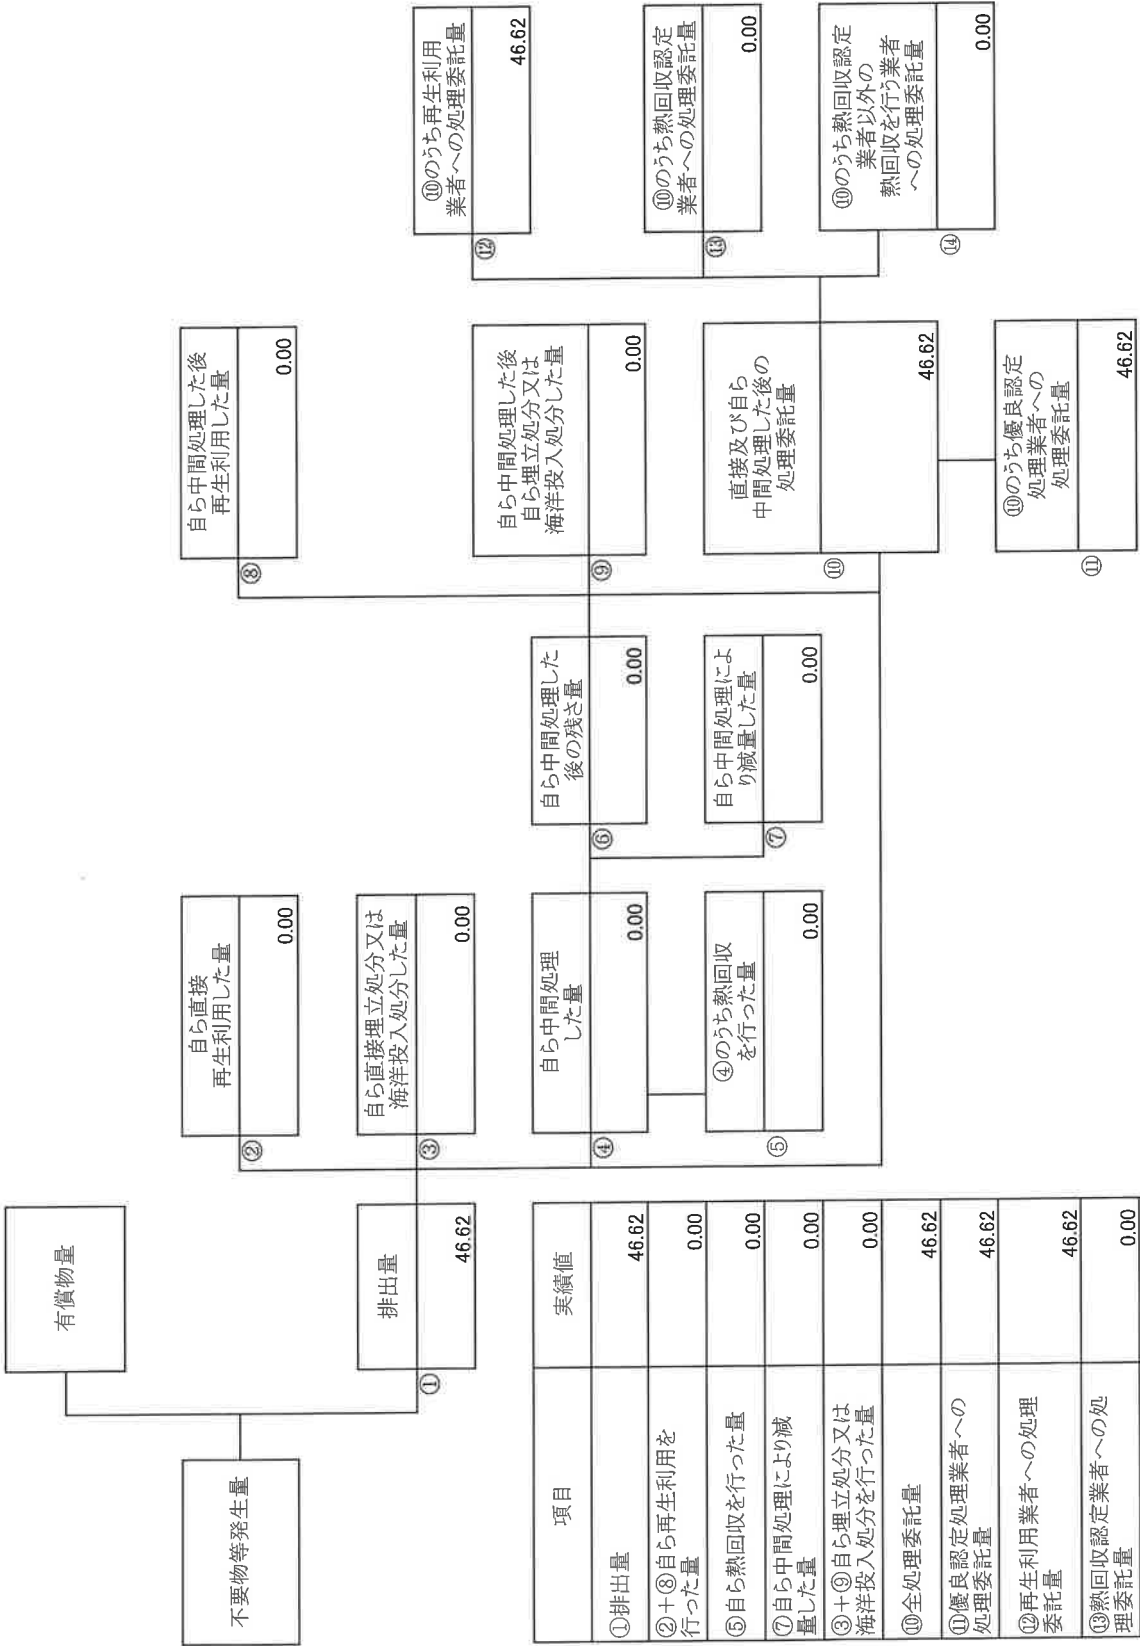 不要物等発生量
有償物量
①
排出量
46.62
②
自ら直接
再生利用した量
0.00
③
自ら直接埋立処分又は
海洋投入処分した量
0.00
④
自ら中間処理
した量
0.00
⑤
④のうち熱回収
を行った量
0.00
⑥
自ら中間処理した
後の残さ量
0.00
⑦
自ら中間処理によ
り減量した量
0.00
⑧
自ら中間処理した後
再生利用した量
0.00
⑨
自ら中間処理した後
自ら埋立処分又は
海洋投入処分した量
0.00
⑩
直接及び自ら
中間処理した後の
処理委託量
46.62
⑪
⑩のうち優良認定
処理業者への
処理委託量
46.62
⑫
⑩のうち再生利用
業者への処理委託量
46.62
⑬
⑩のうち熱回収認定
業者への処理委託量
0.00
⑭
⑩のうち熱回収認定
業者以外の
熱回収を行う業者
への処理委託量
0.00
項目 実績値
①排出量 46.62
②+⑧自ら再生利用を
行った量 0.00
⑤自ら熱回収を行った量 0.00
⑦自ら中間処理により減
量した量 0.00
③+⑨自ら埋立処分又は
海洋投入処分を行った量 0.00
⑩全処理委託量 46.62
⑪優良認定処理業者への
処理委託量 46.62
⑫再生利用業者への処理
委託量 46.62
⑬熱回収認定業者への処
理委託量 0.00